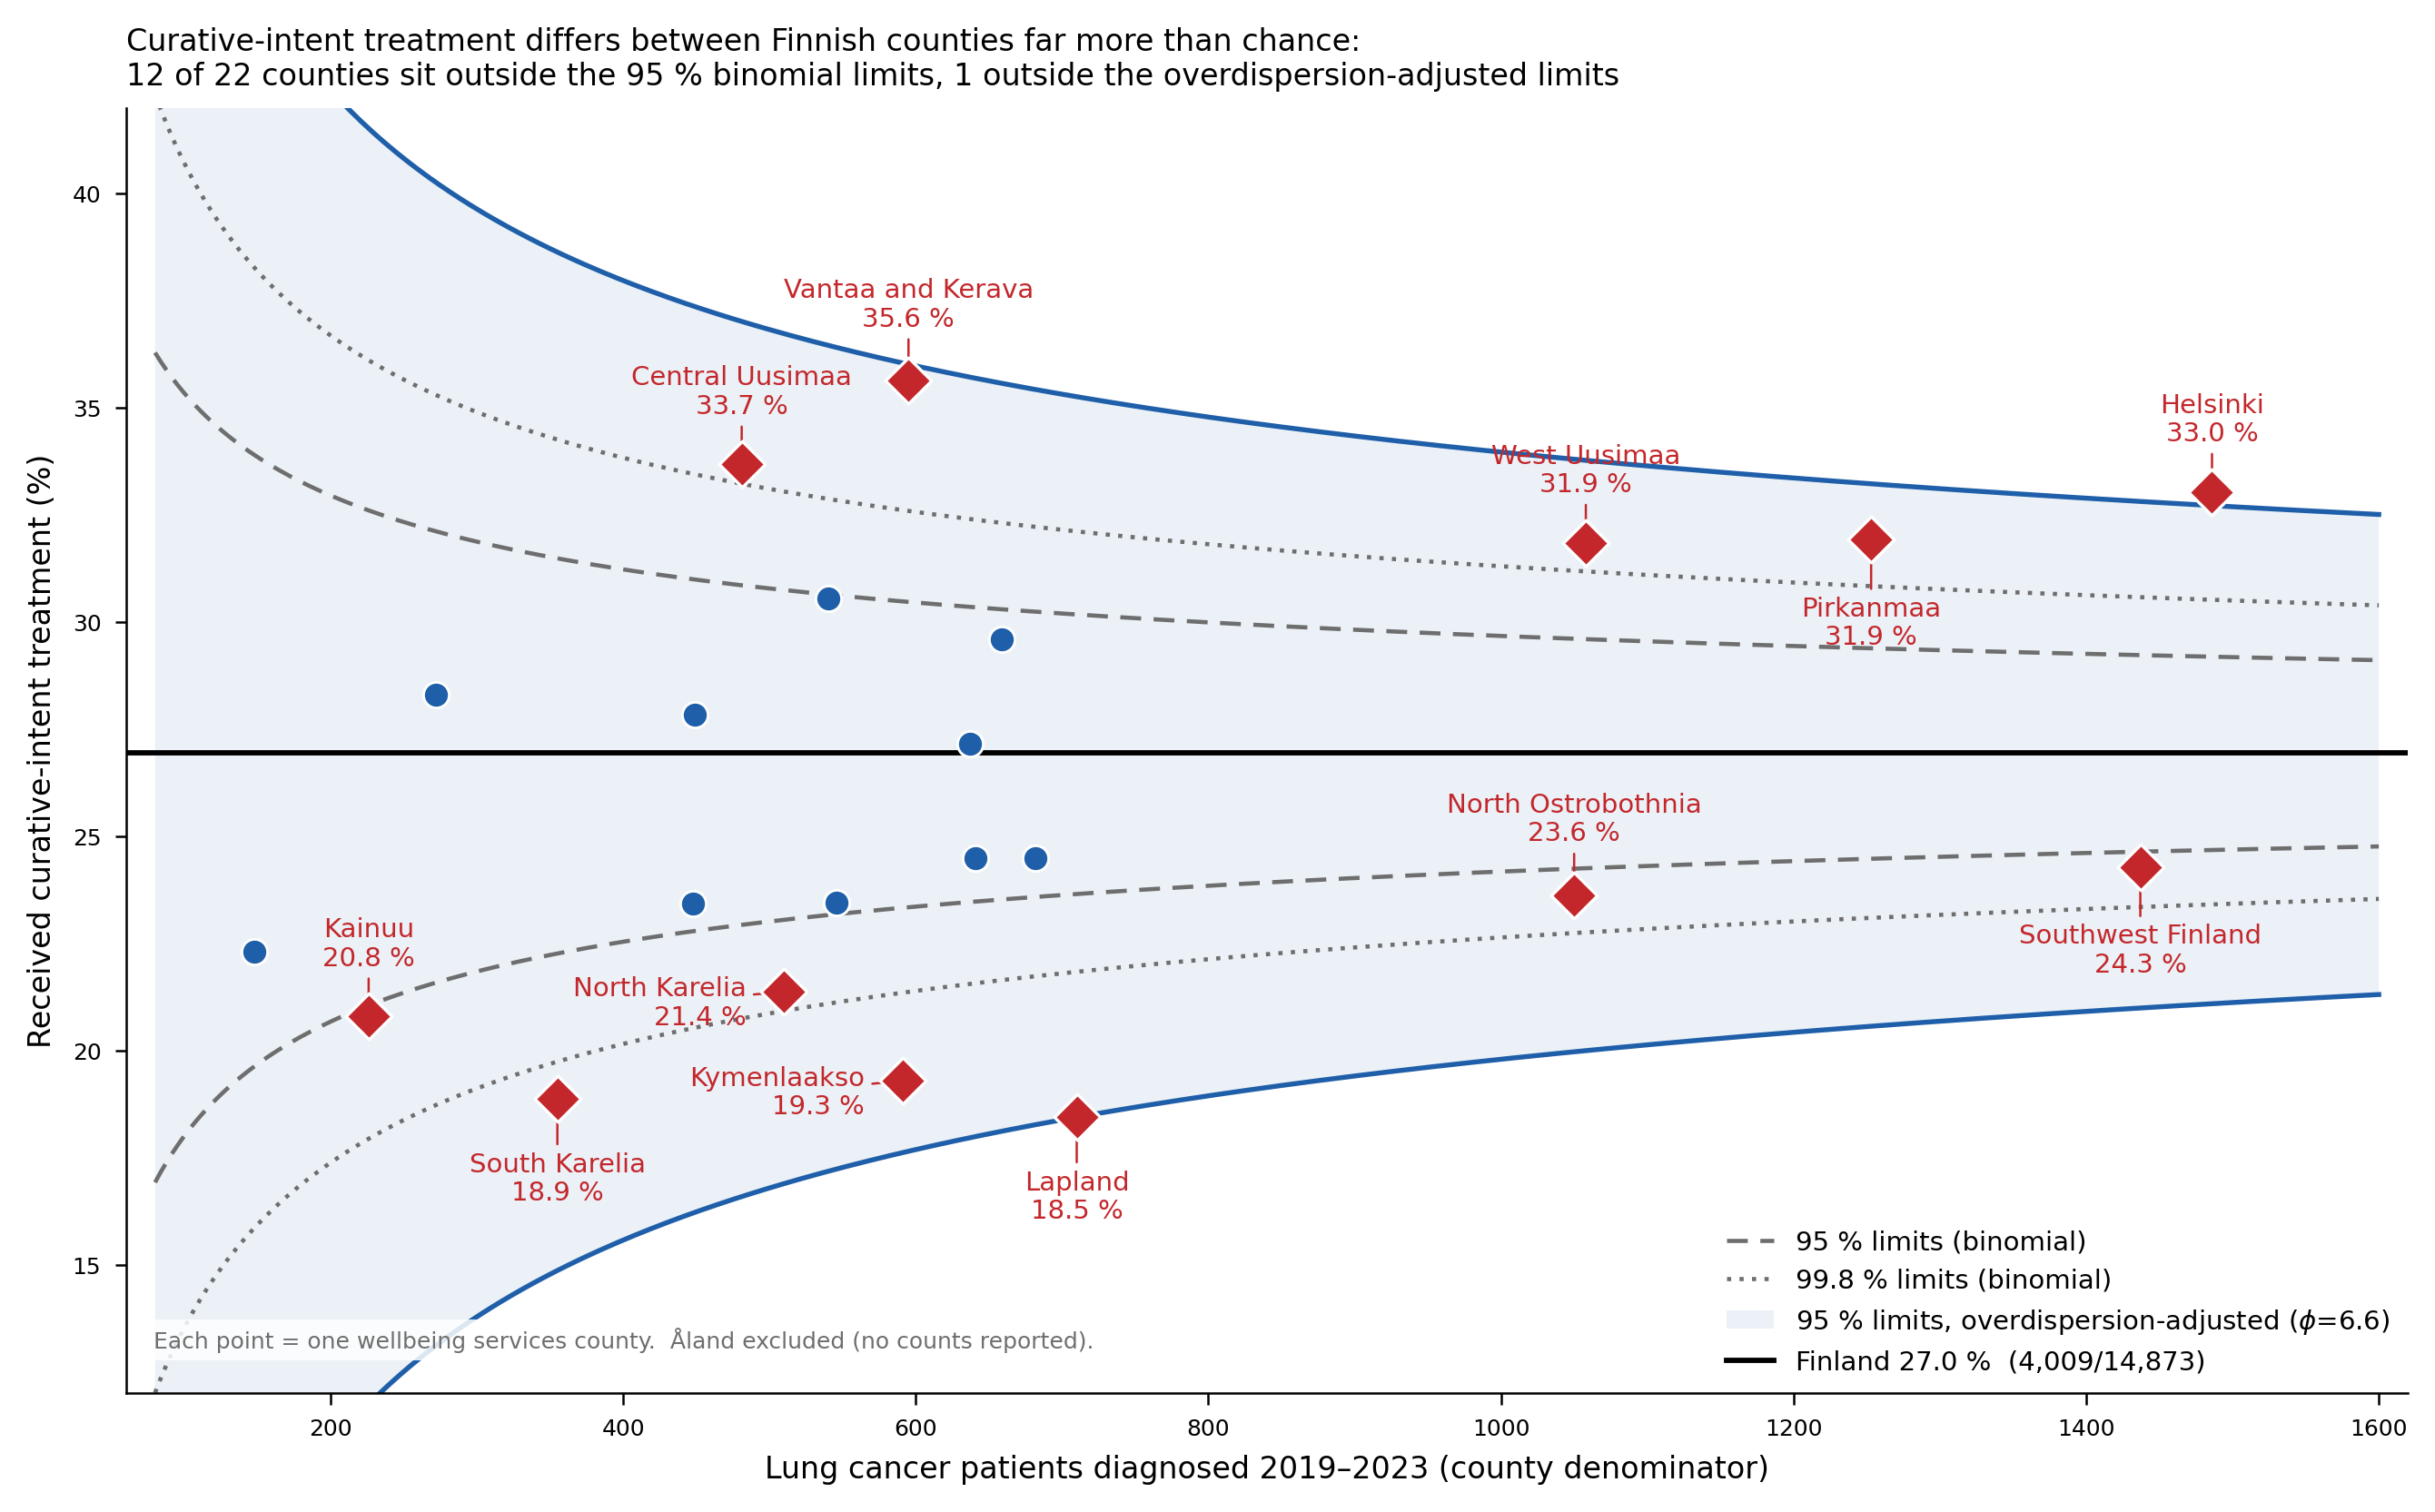 Curative-intent treatment differs between Finnish counties far more than chance:
12 of 22 counties sit outside the 95 % binomial limits, 1 outside the overdispersion-adjusted limits
Received curative-intent treatment (%)
40
35
30
25
20
15
Vantaa and Kerava
35.6 %
Central Uusimaa
33.7 %
Helsinki
33.0 %
West Uusimaa
31.9 %
Pirkanmaa
31.9 %
North Ostrobothnia
23.6 %
Southwest Finland
24.3 %
Kainuu
20.8 %
North Karelia
21.4 %
Kymenlaakso
19.3 %
South Karelia
18.9 %
Lapland
18.5 %
95 % limits (binomial)
99.8 % limits (binomial)
95 % limits, overdispersion-adjusted (ϕ=6.6)
Finland 27.0 %  (4,009/14,873)
Each point = one wellbeing services county.  Åland excluded (no counts reported).
200
400
600
800
1000
1200
1400
1600
Lung cancer patients diagnosed 2019–2023 (county denominator)